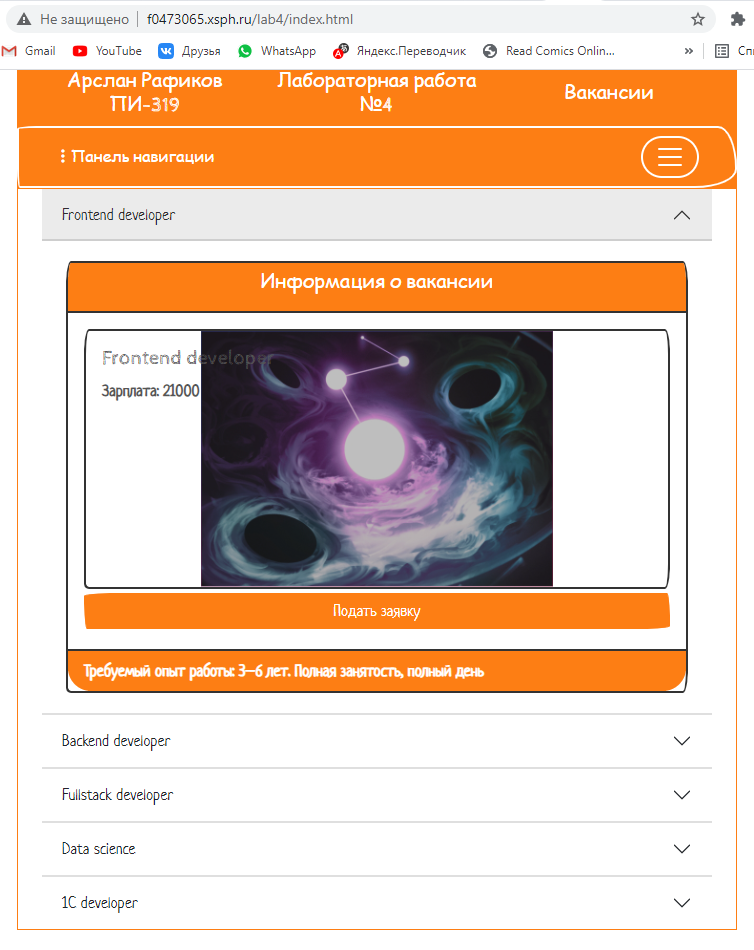 Не защищено f0473065.xsph.ru/lab4/index.html
Gmail YouTube Друзья WhatsApp Яндекс.Переводчик Read Comics Onlin... » Спи
Арслан Рафиков Лабораторная работа Вакансии
ПИ-319 №4
Панель навигации
Frontend developer
Информация о вакансии
Frontend developer
Зарплата: 21000
Подать заявку
Требуемый опыт работы: 3–6 лет. Полная занятость, полный день
Backend developer
Fullstack developer
Data science
1C developer